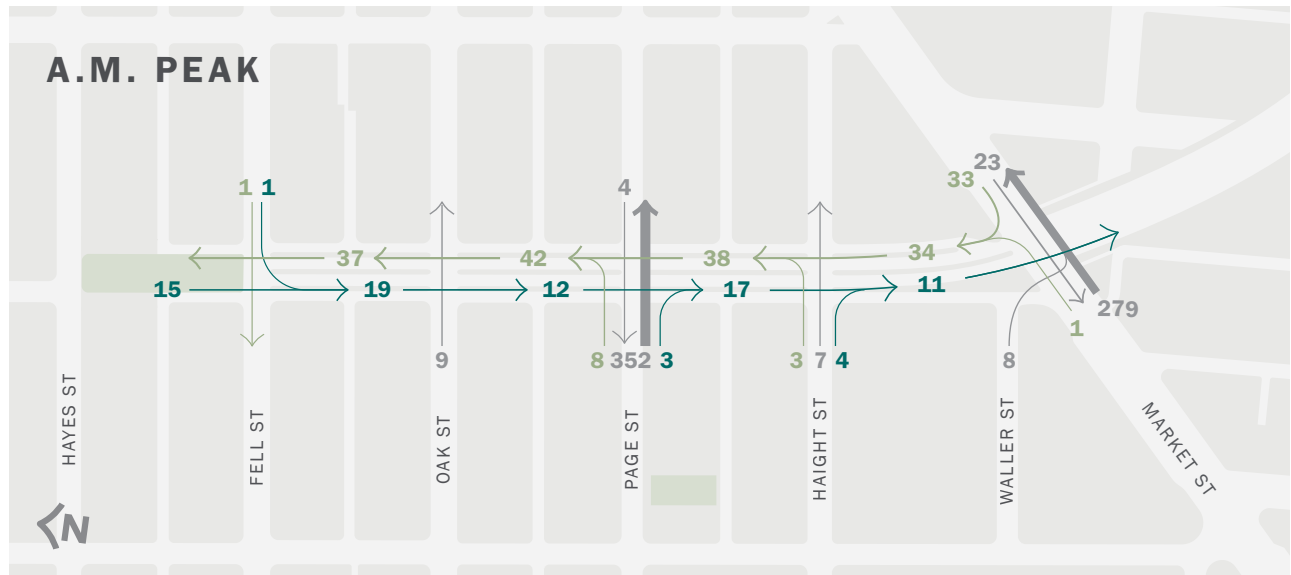 A.M. PEAK
23
33
1 1
4
37
42
38
34
15
19
12
17
11
279
1
9
8 352 3
3 7 4
8
HAYES ST
FELL ST
OAK ST
PAGE ST
HAIGHT ST
WALLER ST
MARKET ST
N